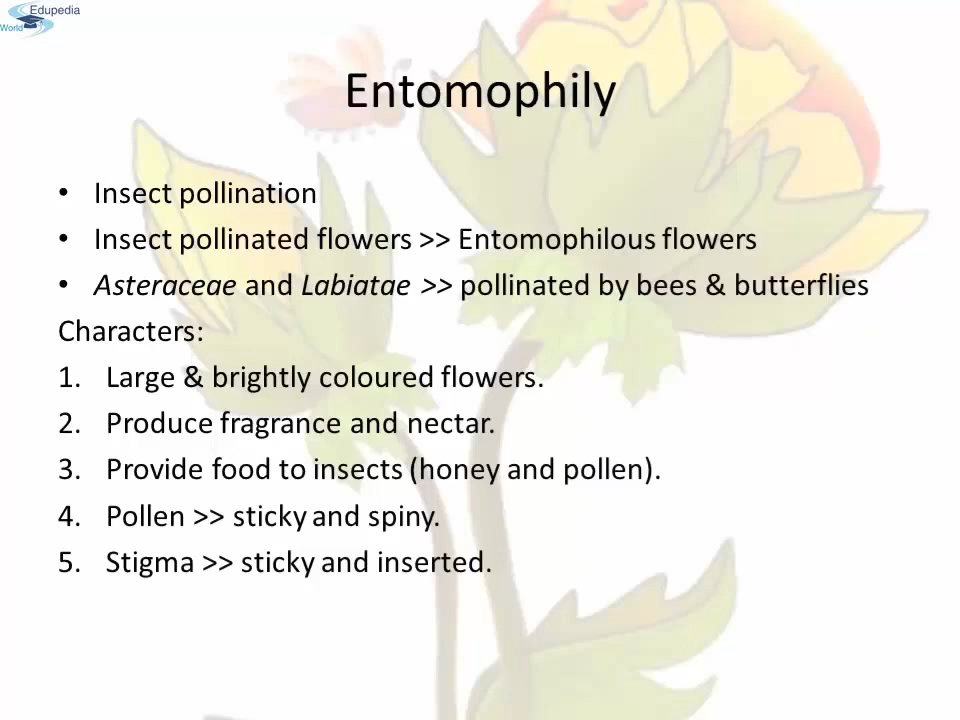 Edupedia
World
Entomophily
• Insect pollination
• Insect pollinated flowers >> Entomophilous flowers
• Asteraceae and Labiatae >> pollinated by bees & butterflies
Characters:
1. Large & brightly coloured flowers.
2. Produce fragrance and nectar.
3. Provide food to insects (honey and pollen).
4. Pollen >> sticky and spiny.
5. Stigma >> sticky and inserted.